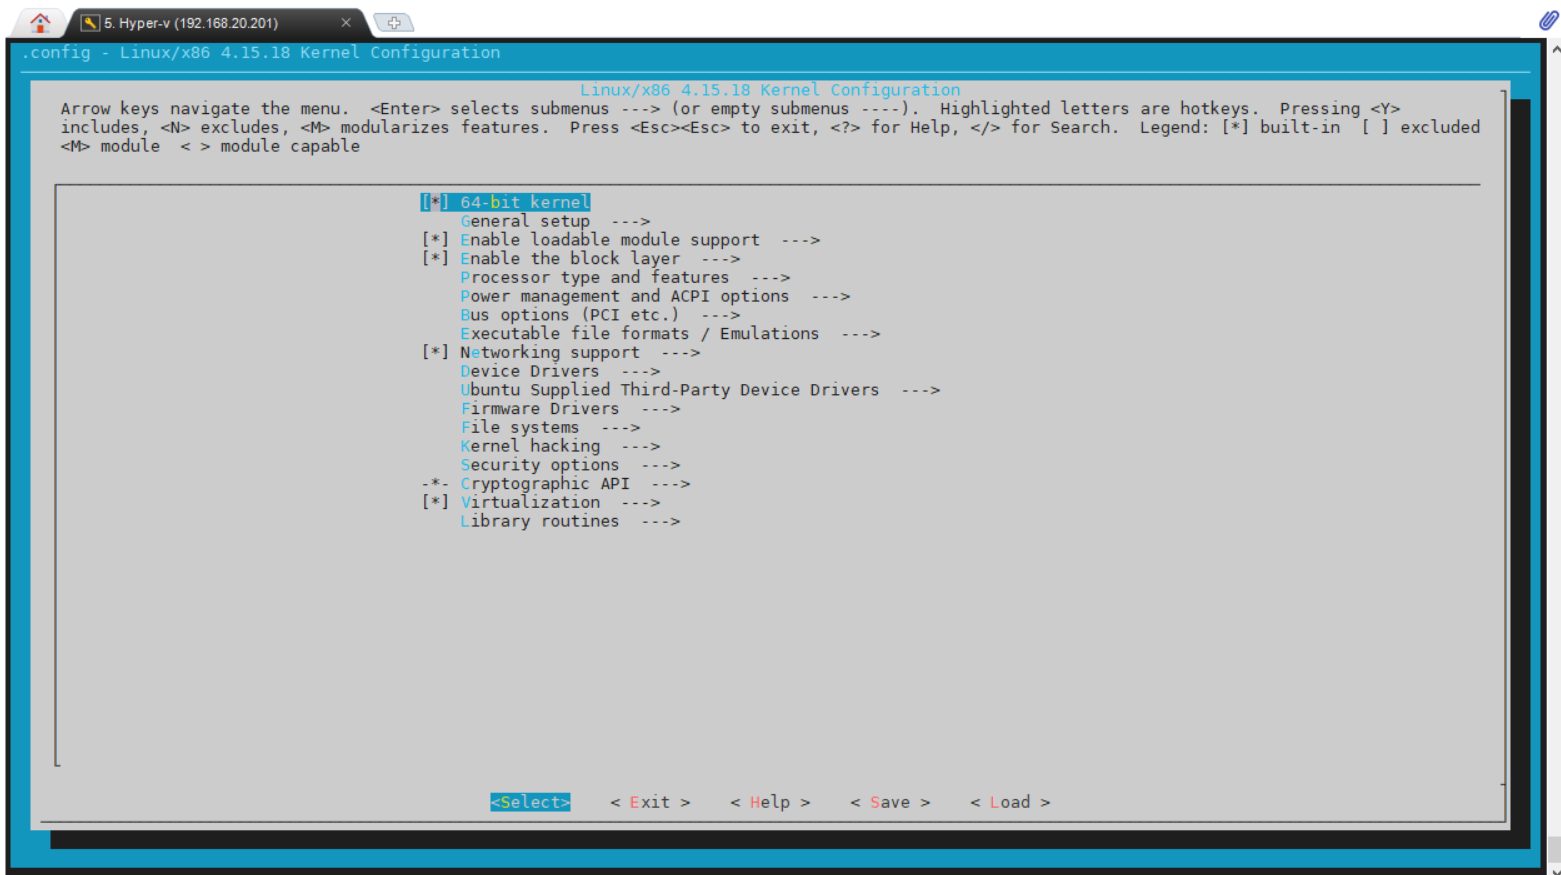 5. Hyper-v (192.168.20.201)
.config - Linux/x86 4.15.18 Kernel Configuration
Linux/x86 4.15.18 Kernel Configuration
Arrow keys navigate the menu.  <Enter> selects submenus ---> (or empty submenus ----).  Highlighted letters are hotkeys.  Pressing <Y>
includes, <N> excludes, <M> modularizes features.  Press <Esc><Esc> to exit, <?> for Help, </> for Search.  Legend: [*] built-in  [ ] excluded
<M> module  < > module capable
[*] 64-bit kernel
General setup  --->
[*] Enable loadable module support  --->
[*] Enable the block layer  --->
Processor type and features  --->
Power management and ACPI options  --->
Bus options (PCI etc.)  --->
Executable file formats / Emulations  --->
[*] Networking support  --->
Device Drivers  --->
Ubuntu Supplied Third-Party Device Drivers  --->
Firmware Drivers  --->
File systems  --->
Kernel hacking  --->
Security options  --->
-*- Cryptographic API  --->
[*] Virtualization  --->
Library routines  --->
<Select>    < Exit >    < Help >    < Save >    < Load >